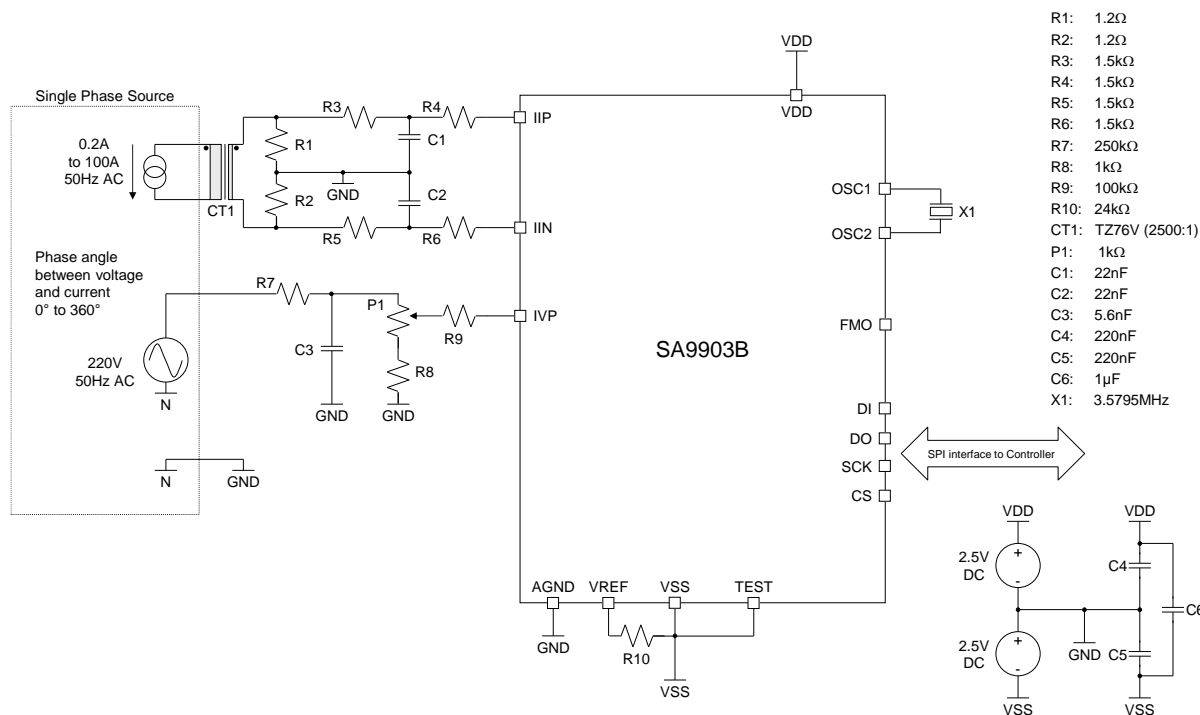 Single Phase Source
0.2A
to 100A
50Hz AC
CT1
R3
R4
R1
C1
GND
R2
C2
R5
R6
IIP
IIN
Phase angle
between voltage
and current
0° to 360°
R7
P1
IVP
R9
C3
R8
220V
50Hz AC
N
GND
GND
N
GND
SA9903B
VDD
VDD
OSC1
OSC2
X1
FMO
DI
DO
SCK
CS
SPI interface to Controller
AGND
VREF
VSS
TEST
GND
R10
VSS
R1: 1.2Ω
R2: 1.2Ω
R3: 1.5kΩ
R4: 1.5kΩ
R5: 1.5kΩ
R6: 1.5kΩ
R7: 250kΩ
R8: 1kΩ
R9: 100kΩ
R10: 24kΩ
CT1: TZ76V (2500:1)
P1: 1kΩ
C1: 22nF
C2: 22nF
C3: 5.6nF
C4: 220nF
C5: 220nF
C6: 1µF
X1: 3.5795MHz
VDD
VDD
2.5V
DC
+
-
C4
C6
2.5V
DC
+
-
GND
C5
VSS
VSS